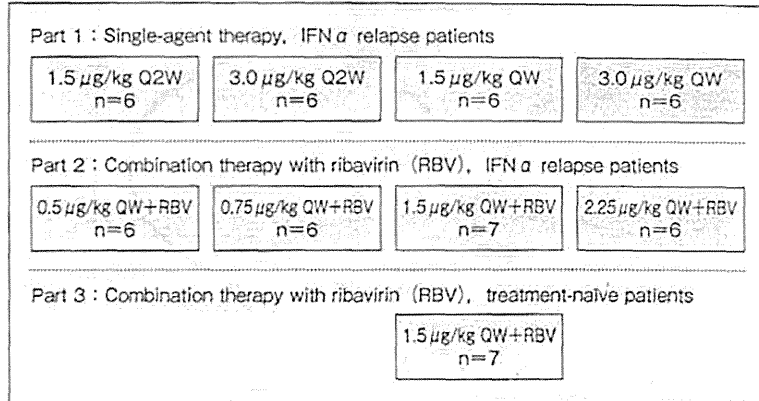 Part 1 : Single-agent therapy, IFNα relapse patients
1.5 μg/kg Q2W
n=6
3.0 μg/kg Q2W
n=6
1.5 μg/kg QW
n=6
3.0 μg/kg QW
n=6
Part 2 : Combination therapy with ribavirin (RBV), IFNα relapse patients
0.5 μg/kg QW+RBV
n=6
0.75 μg/kg QW+RBV
n=6
1.5 μg/kg QW+RBV
n=7
2.25 μg/kg QW+RBV
n=6
Part 3 : Combination therapy with ribavirin (RBV), treatment-naïve patients
1.5 μg/kg QW+RBV
n=7